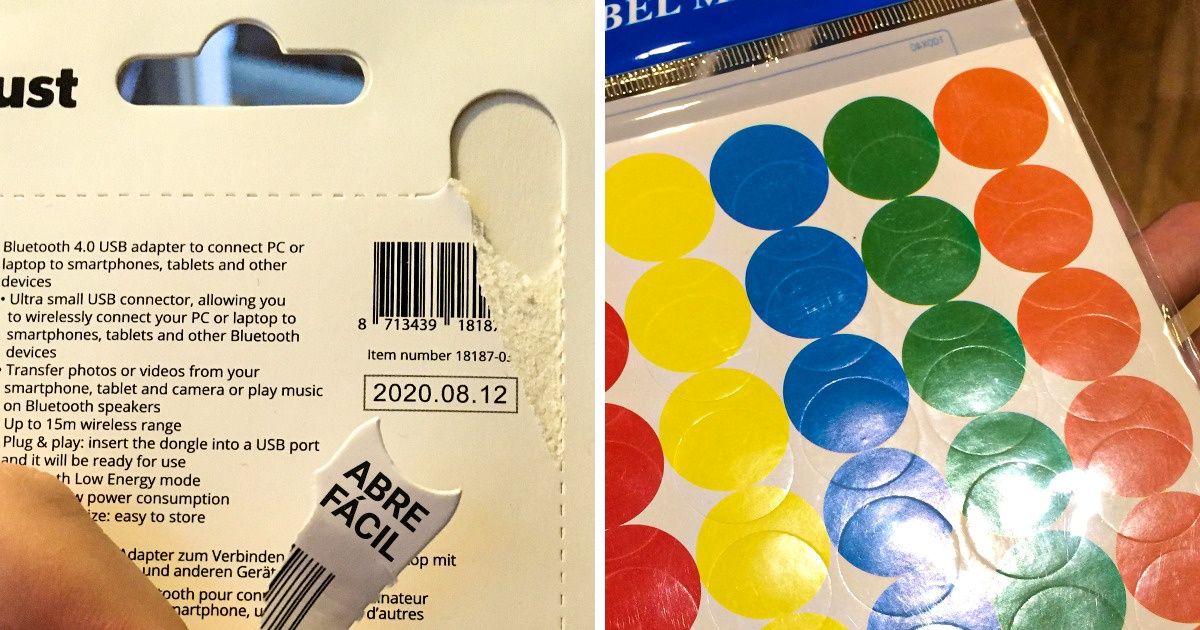 ust
Bluetooth 4.0 USB adapter to connect PC or
laptop to smartphones, tablets and other
devices
• Ultra small USB connector, allowing you
to wirelessly connect your PC or laptop to
smartphones, tablets and other Bluetooth
devices
• Transfer photos or videos from your
smartphone, tablet and camera or play music
on Bluetooth speakers
Up to 15m wireless range
Plug & play: insert the dongle into a USB port
and it will be ready for use
Low Energy mode
power consumption
easy to store
Adapter zum Verbinden
und anderen
mit
pour
d'autres
8 713439 1818
Item number 18187-0
2020.08.12
ABRE
FÁCIL
BEL